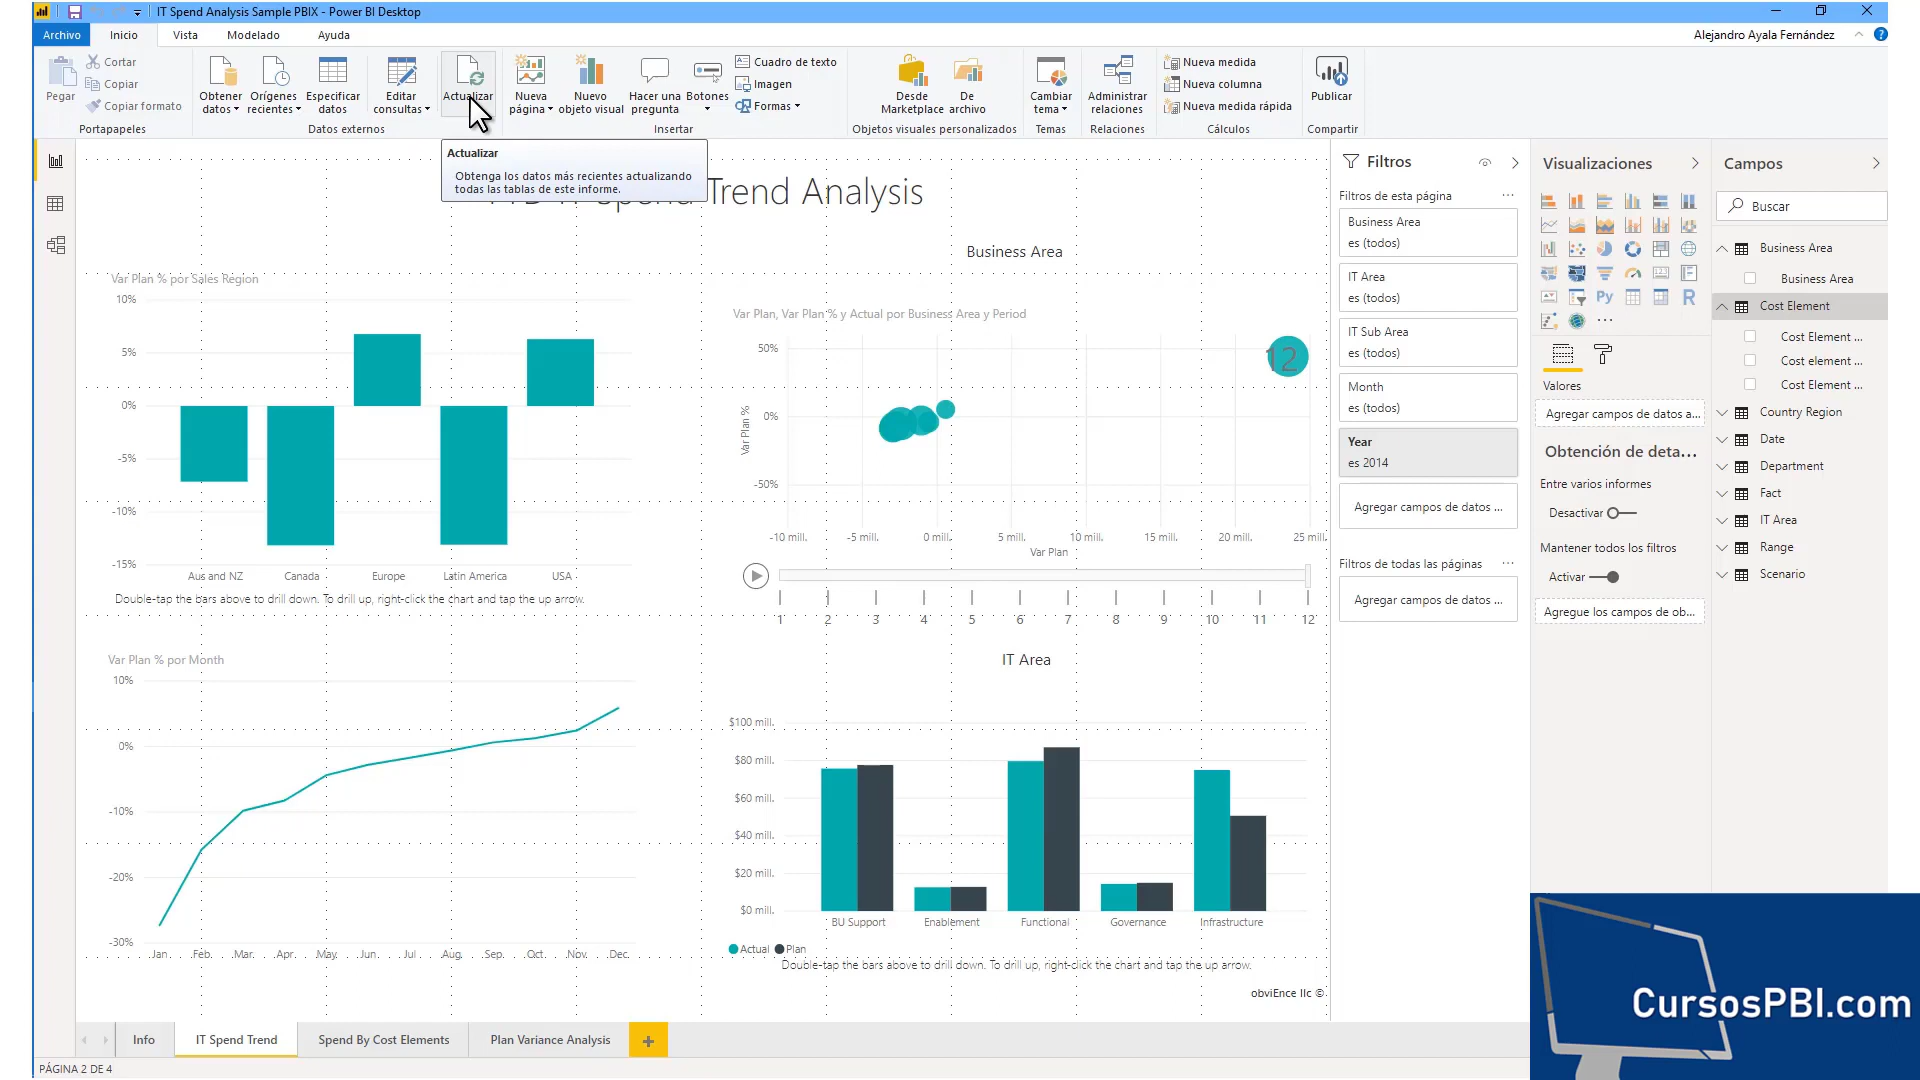 IT Spend Analysis Sample PBIX - Power BI Desktop
Archivo
Inicio
Vista
Modelado
Ayuda
Alejandro Ayala Fernández
Pegar
Cortar
Copiar
Copiar formato
Portapapeles
Obtener
datos
Orígenes
recientes
Especificar
datos
Editar
consultas
Actualizar
Datos externos
Nueva
página
Nuevo
objeto visual
Hacer una
pregunta
Botones
Cuadro de texto
Imagen
Formas
Insertar
Desde
Marketplace
De
archivo
Objetos visuales personalizados
Cambiar
tema
Temas
Administrar
relaciones
Relaciones
Nueva medida
Nueva columna
Nueva medida rápida
Cálculos
Publicar
Compartir
Actualizar
Obtenga los datos más recientes actualizando
todas las tablas de este informe.
Trend Analysis
Var Plan % por Sales Region
10%
5%
0%
-5%
-10%
-15%
Aus and NZ
Canada
Europe
Latin America
USA
Double-tap the bars above to drill down. To drill up, right-click the chart and tap the up arrow.
Business Area
Var Plan, Var Plan % y Actual por Business Area y Period
50%
0%
-50%
Var Plan %
12
-10 mill.
-5 mill.
0 mill.
5 mill.
10 mill.
15 mill.
20 mill.
25 mill.
Var Plan
1
2
3
4
5
6
7
8
9
10
11
12
Var Plan % por Month
10%
0%
-10%
-20%
-30%
Jan.
Feb.
Mar.
Apr.
May.
Jun.
Jul
Aug.
Sep.
Oct.
Nov.
Dec.
IT Area
$100 mill.
$80 mill.
$60 mill.
$40 mill.
$20 mill.
$0 mill.
BU Support
Enablement
Functional
Governance
Infrastructure
Actual
Plan
Double-tap the bars above to drill down. To drill up, right-click the chart and tap the up arrow.
obviEnce llc ©
Filtros
Filtros de esta página
Business Area
es (todos)
IT Area
es (todos)
IT Sub Area
es (todos)
Month
es (todos)
Year
es 2014
Agregar campos de datos ...
Filtros de todas las páginas
Agregar campos de datos ...
Visualizaciones
Py
R
Valores
Agregar campos de datos a...
Obtención de deta...
Entre varios informes
Desactivar
Mantener todos los filtros
Activar
Agregue los campos de ob...
Campos
Buscar
Business Area
Business Area
Cost Element
Cost Element ...
Cost element ...
Cost Element ...
Country Region
Date
Department
Fact
IT Area
Range
Scenario
Info
IT Spend Trend
Spend By Cost Elements
Plan Variance Analysis
PÁGINA 2 DE 4
CursosPBI.com